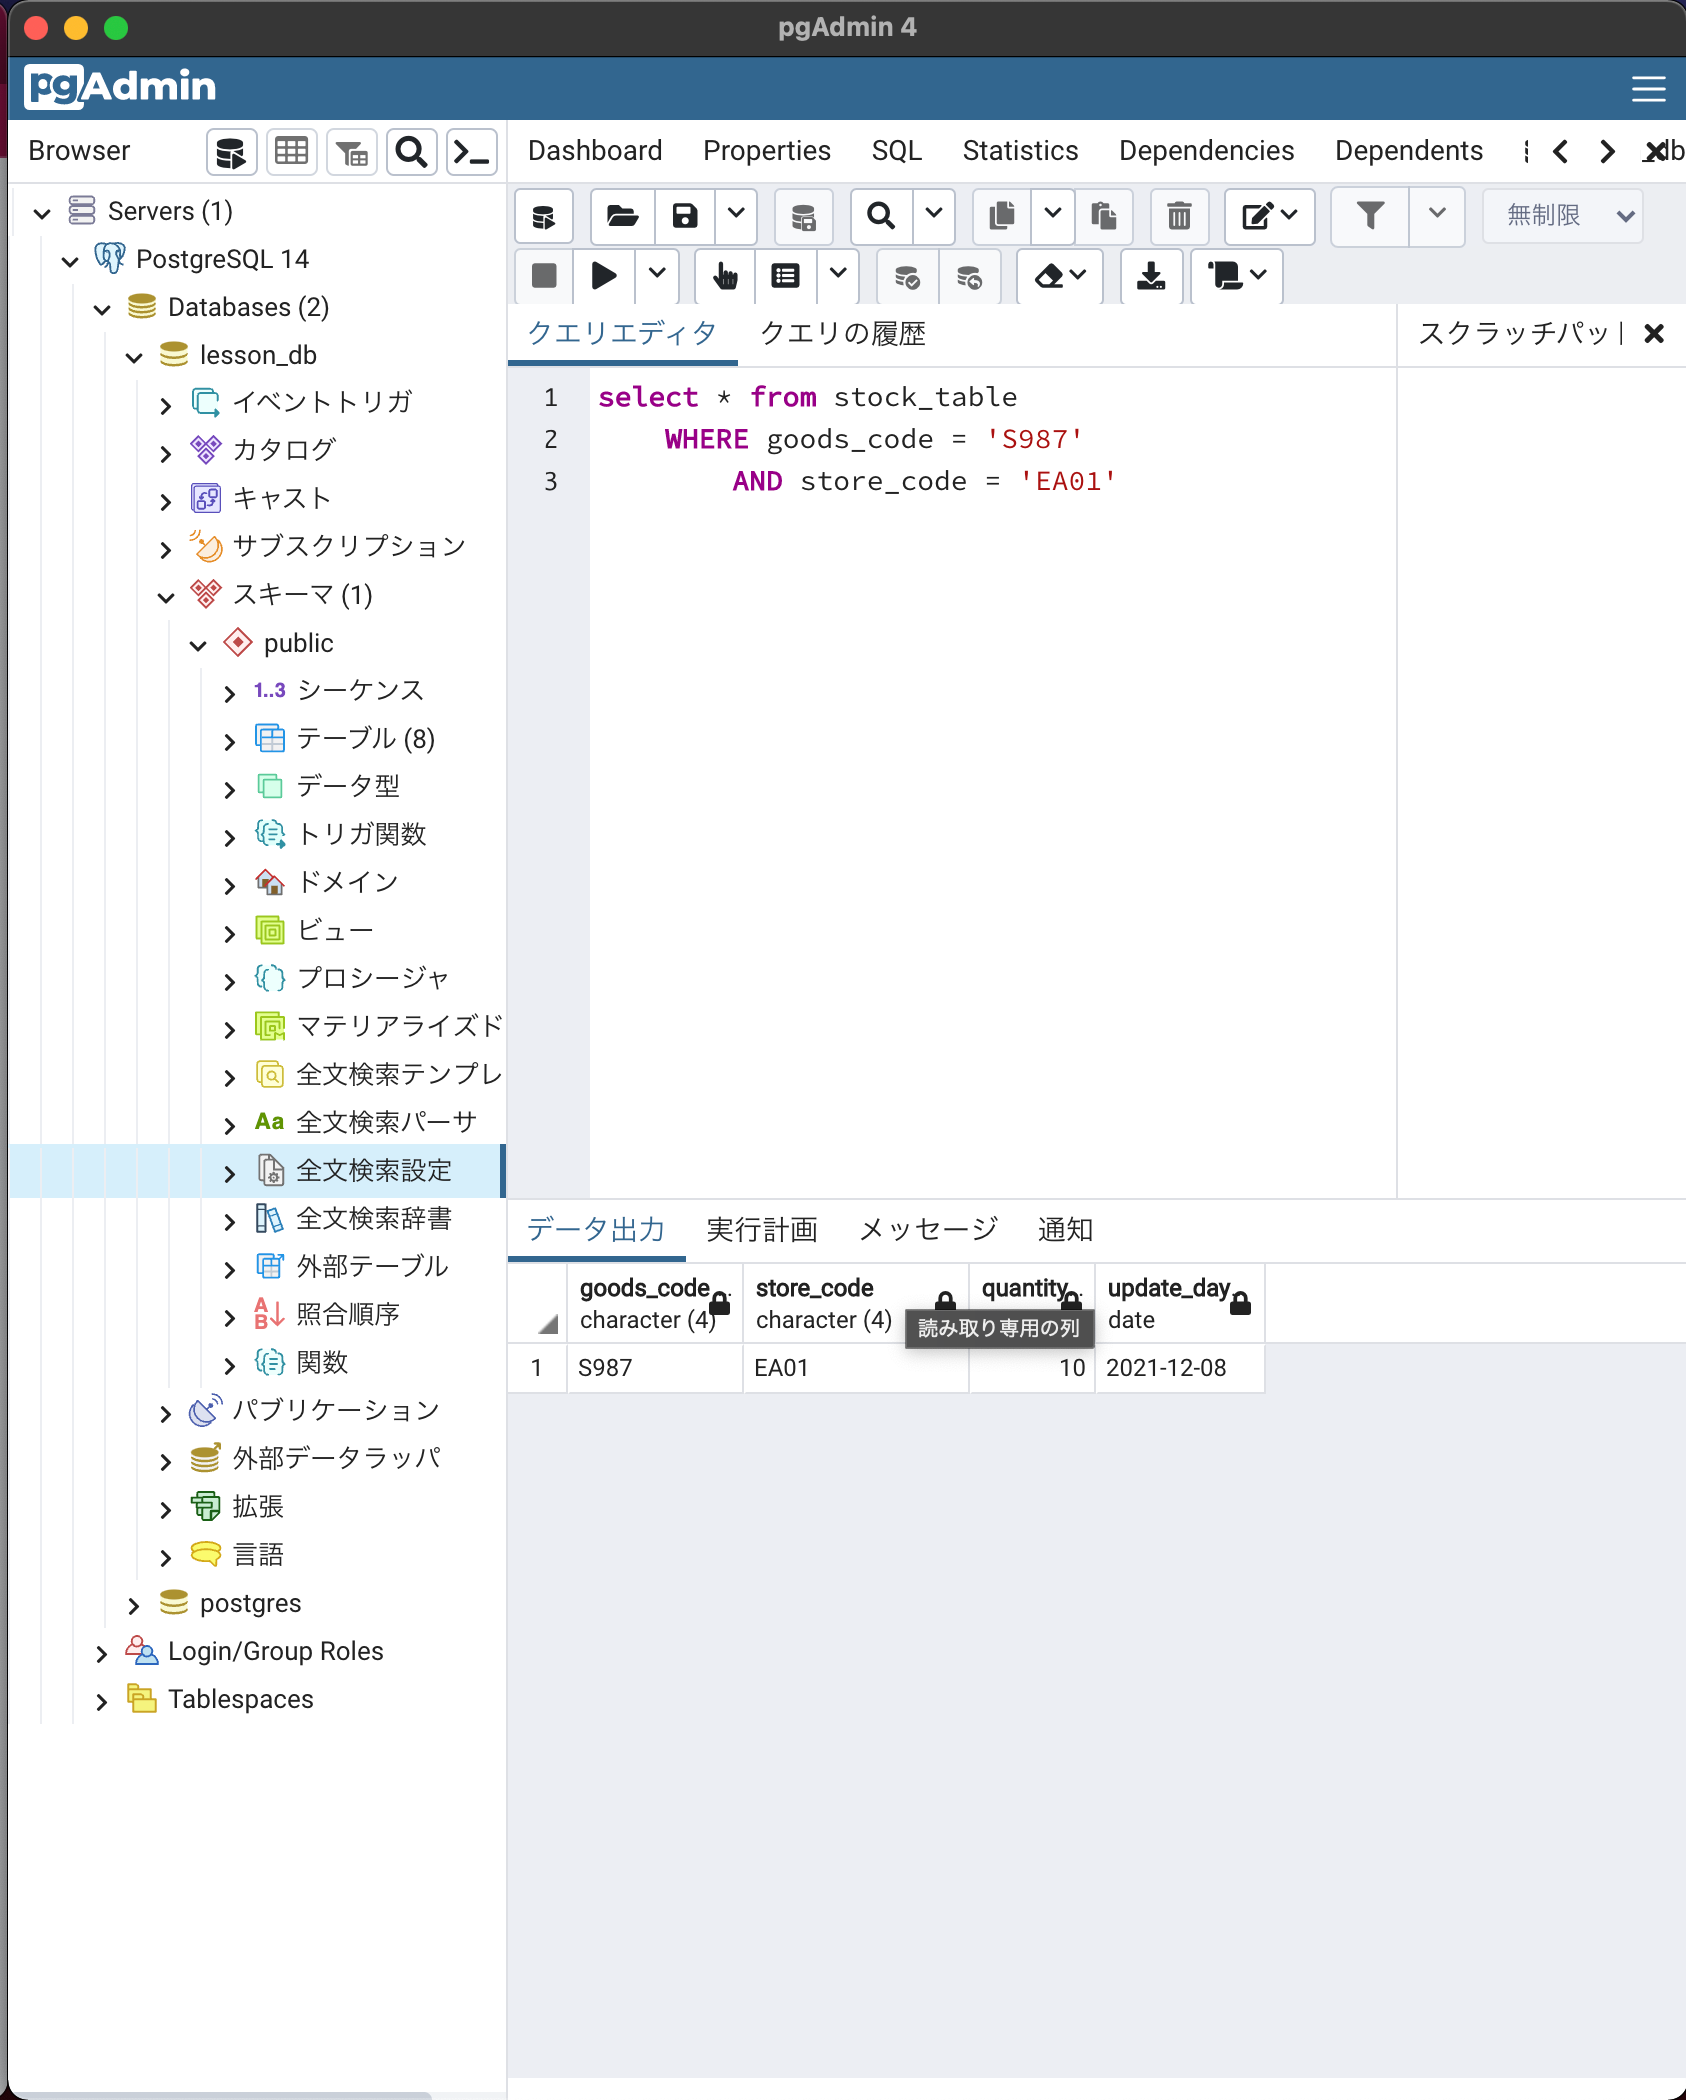 pgAdmin 4
pgAdmin
Browser
Dashboard Properties SQL Statistics Dependencies Dependents
無制限
Servers (1)
PostgreSQL 14
Databases (2)
lesson_db
イベントトリガ
カタログ
キャスト
サブスクリプション
スキーマ (1)
public
1..3 シーケンス
テーブル (8)
データ型
トリガ関数
ドメイン
ビュー
プロシージャ
マテリアライズド
全文検索テンプレ
Aa 全文検索パーサ
全文検索設定
全文検索辞書
外部テーブル
照合順序
関数
パブリケーション
外部データラッパ
拡張
言語
postgres
Login/Group Roles
Tablespaces
クエリエディタ クエリの履歴
スクラッチパッ
1 select * from stock_table
2 WHERE goods_code = 'S987'
3 AND store_code = 'EA01'
データ出力 実行計画 メッセージ 通知
goods_code store_code quantity update_day
character (4) character (4) date
読み取り専用の列
1 S987 EA01 10 2021-12-08